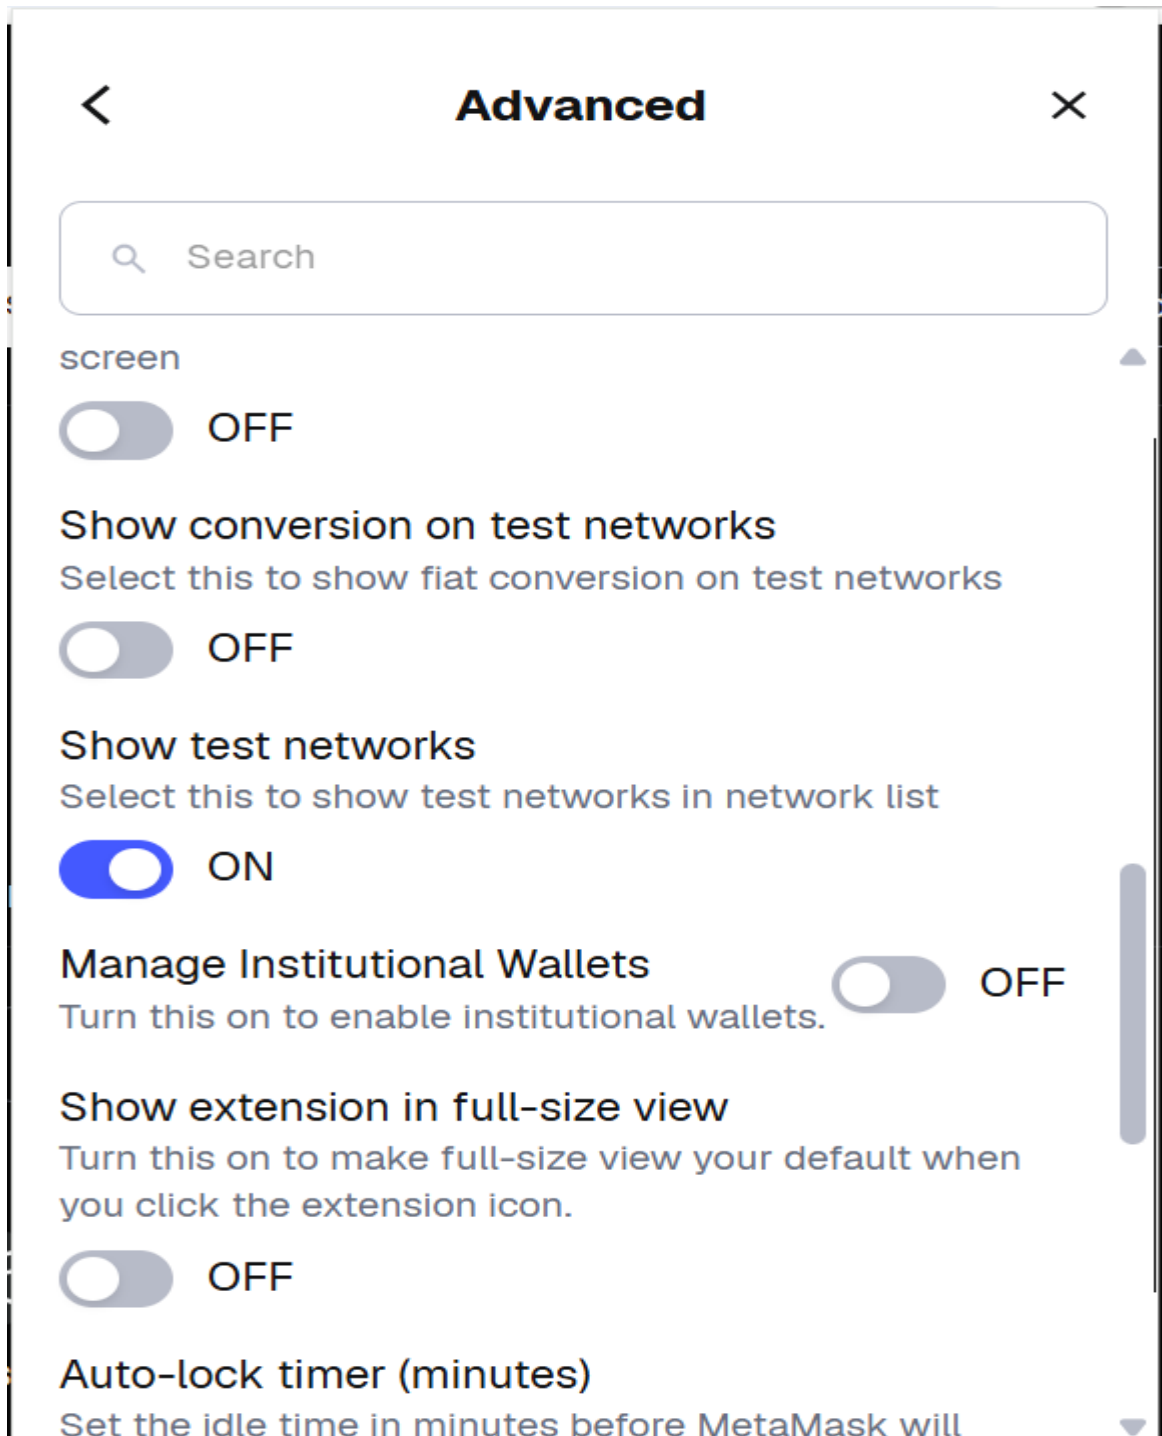 Advanced
Search
screen
OFF
Show conversion on test networks
Select this to show fiat conversion on test networks
OFF
Show test networks
Select this to show test networks in network list
ON
Manage Institutional Wallets
OFF
Turn this on to enable institutional wallets.
Show extension in full-size view
Turn this on to make full-size view your default when
you click the extension icon.
OFF
Auto-lock timer (minutes)
Set the idle time in minutes before MetaMask will